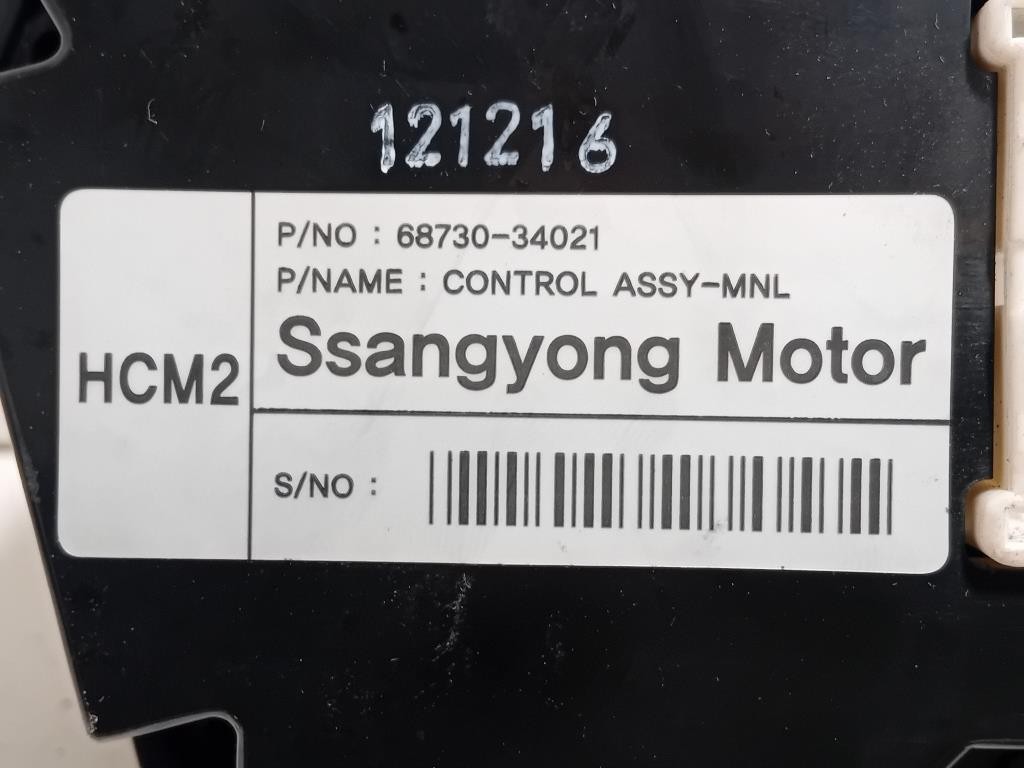 121216
P/NO : 68730-34021
P/NAME : CONTROL ASSY-MNL
Ssangyong Motor
HCM2
S/NO :